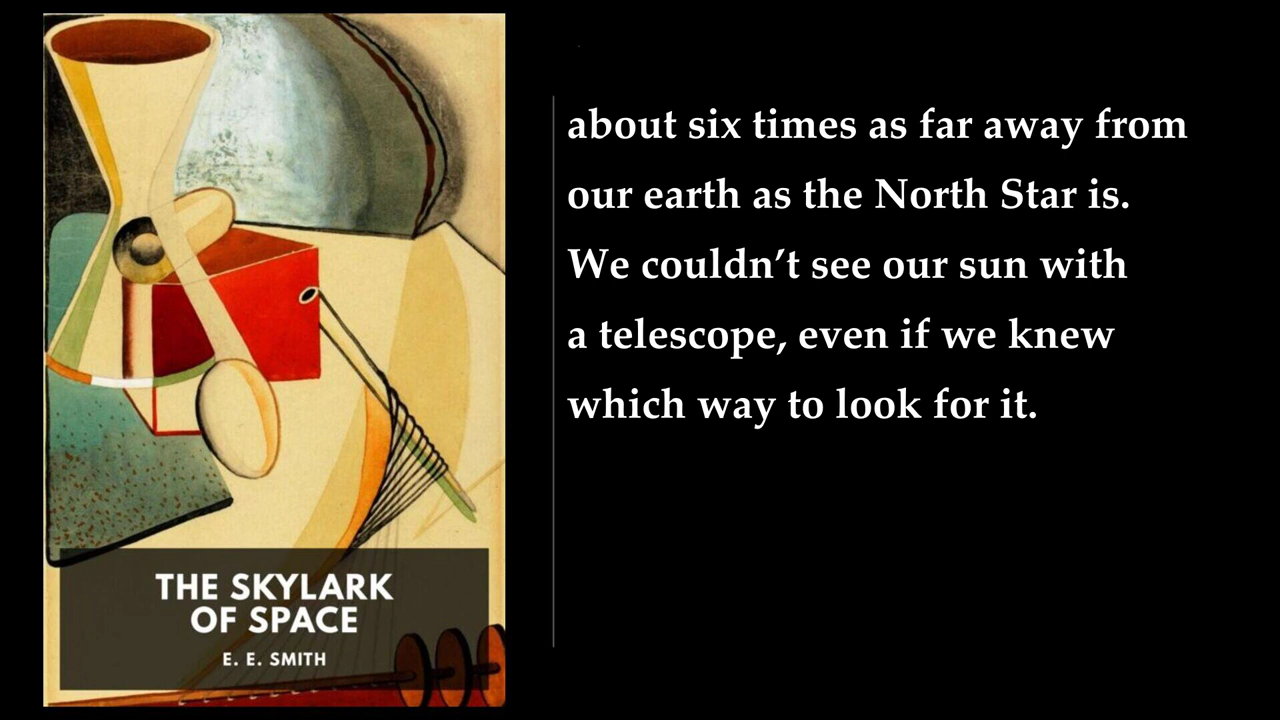 about six times as far away from
our earth as the North Star is.
We couldn’t see our sun with
a telescope, even if we knew
which way to look for it.
THE SKYLARK
OF SPACE
E. E. SMITH